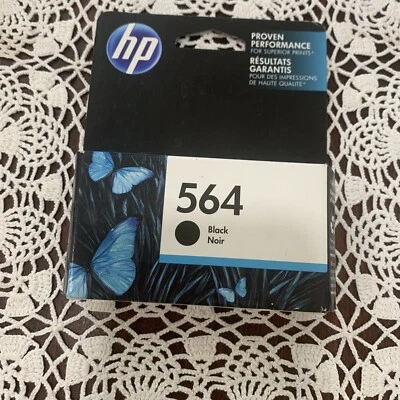 hp
PROVEN
PERFORMANCE
FOR SUPERIOR PRINTS*
RÉSULTATS
GARANTIS
POUR DES IMPRESSIONS
DE HAUTE QUALITÉ*
564
Black
Noir